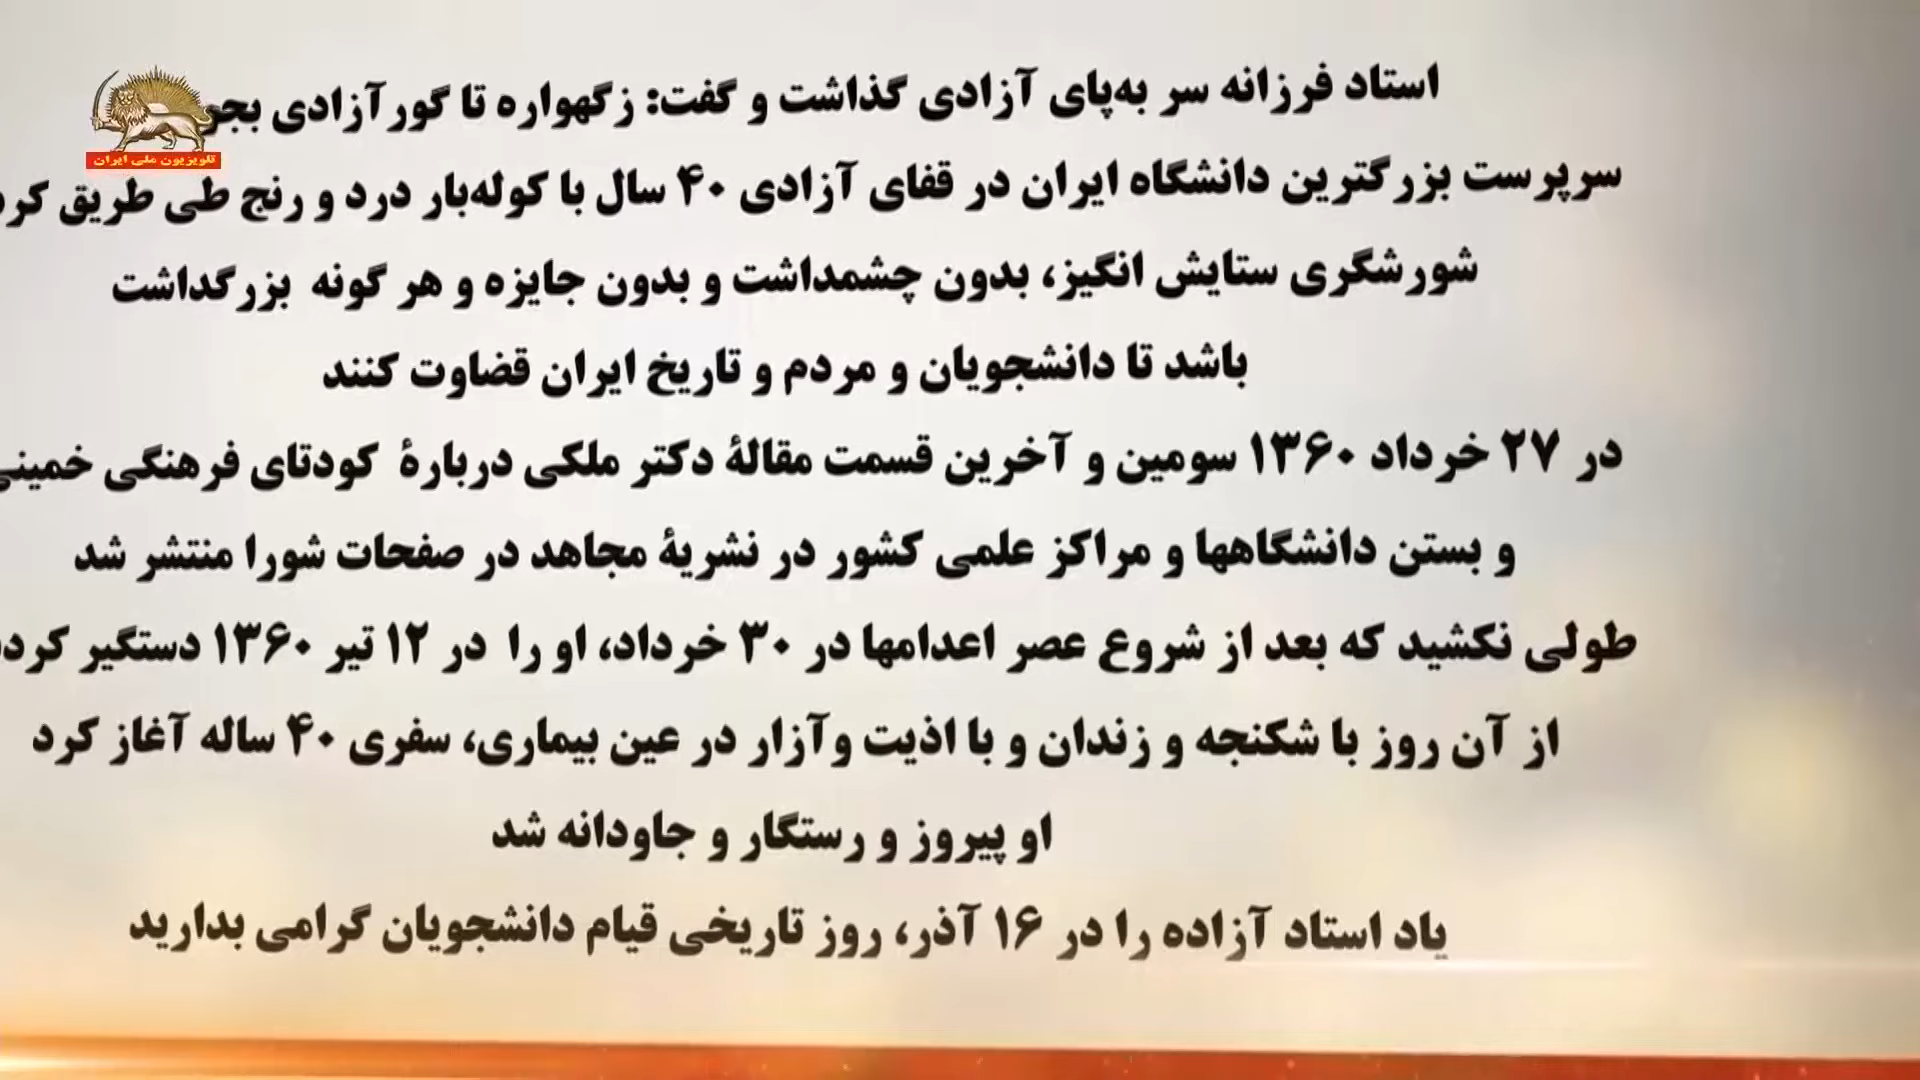 استاد فرزانه سر به‌پای آزادی گذاشت و گفت: زگهواره تا گورآزادی بجو
تلویزیون ملی ایران
سرپرست بزرگترین دانشگاه ایران در قفای آزادی ۴۰ سال با کوله‌بار درد و رنج طی طریق کرد
شورشگری ستایش انگیز، بدون چشمداشت و بدون جایزه و هر گونه بزرگداشت
باشد تا دانشجویان و مردم و تاریخ ایران قضاوت کنند
در ۲۷ خرداد ۱۳۶۰ سومین و آخرین قسمت مقالهٔ دکتر ملکی دربارهٔ کودتای فرهنگی خمینی
و بستن دانشگاهها و مراکز علمی کشور در نشریهٔ مجاهد در صفحات شورا منتشر شد
طولی نکشید که بعد از شروع عصر اعدامها در ۳۰ خرداد، او را در ۱۲ تیر ۱۳۶۰ دستگیر
از آن روز با شکنجه و زندان و با اذیت وآزار در عین بیماری، سفری ۴۰ ساله آغاز کرد
او پیروز و رستگار و جاودانه شد
یاد استاد آزاده را در ۱۶ آذر، روز تاریخی قیام دانشجویان گرامی بدارید